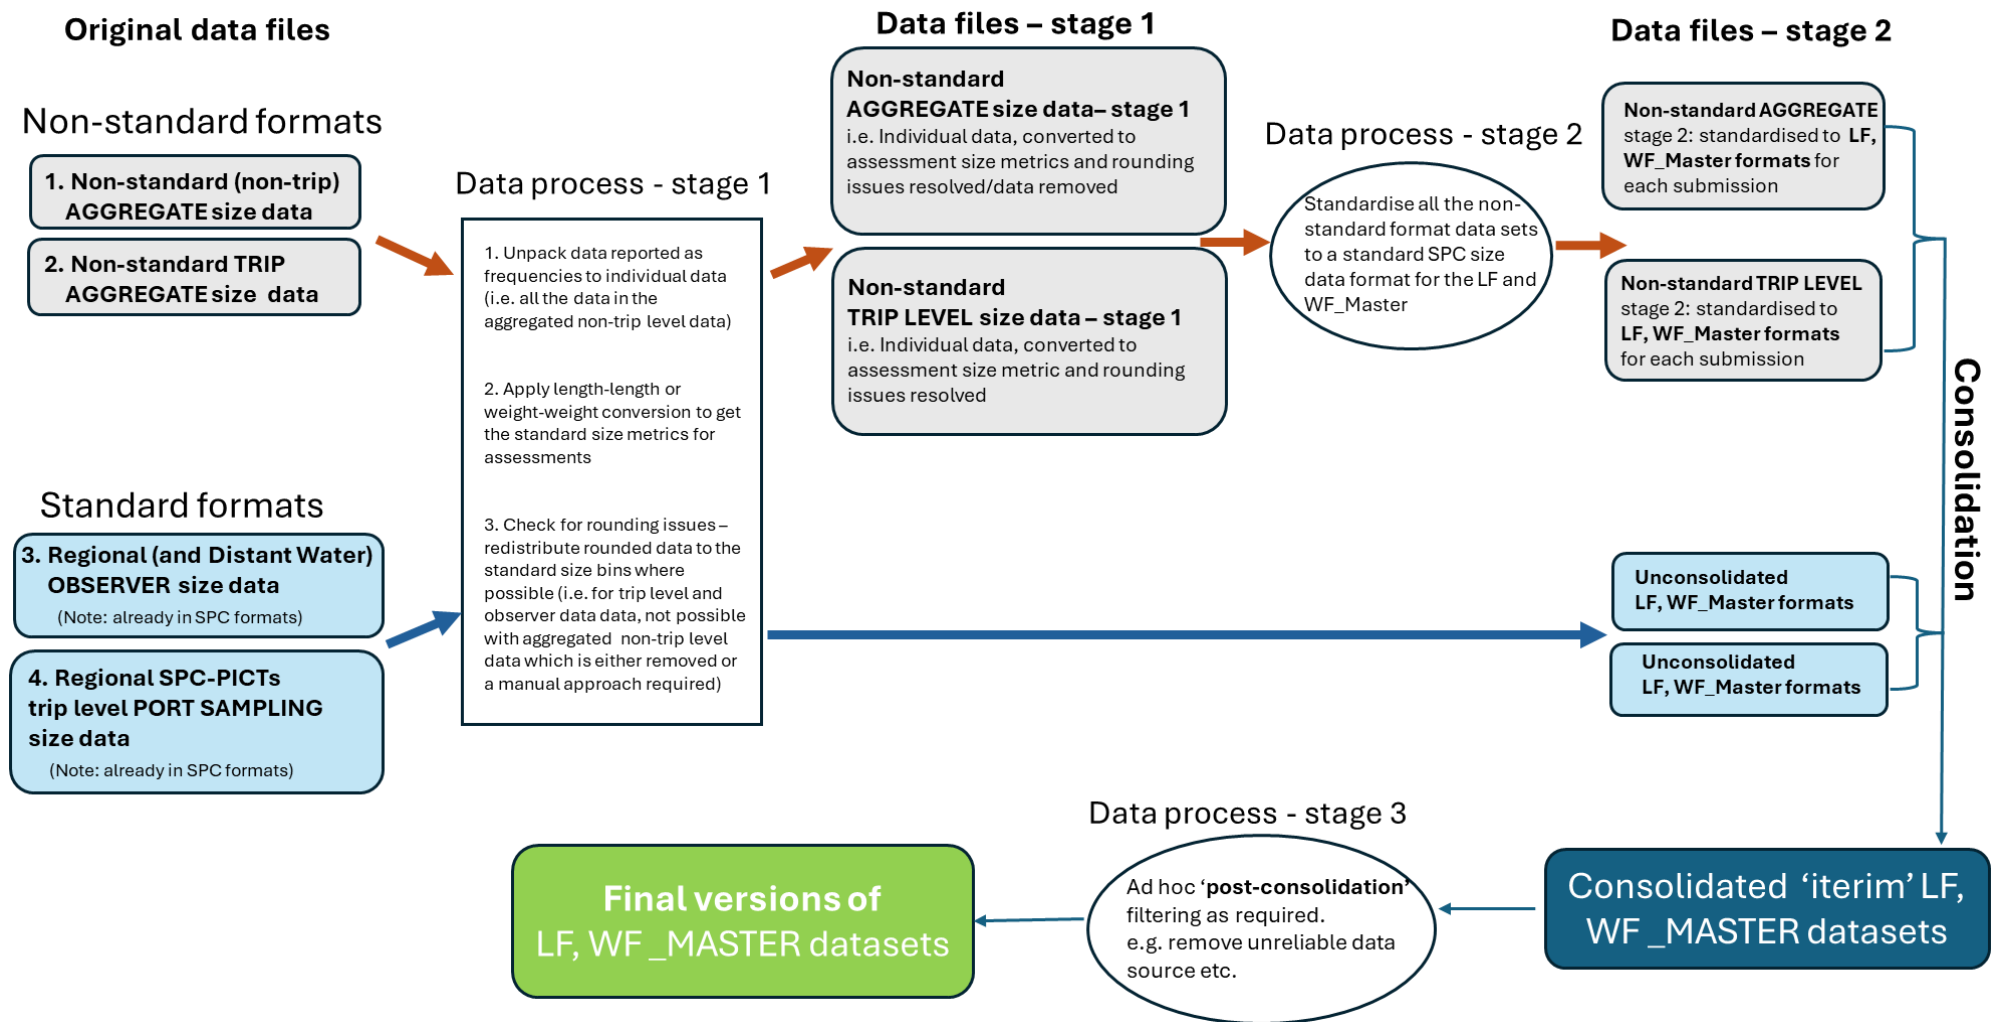 Original data files
Non-standard formats
1. Non-standard (non-trip)
AGGREGATE size data
2. Non-standard TRIP
AGGREGATE size data
Standard formats
3. Regional (and Distant Water)
OBSERVER size data
(Note: already in SPC formats)
4. Regional SPC-PICTs
trip level PORT SAMPLING
size data
(Note: already in SPC formats)
Data process - stage 1
1. Unpack data reported as
frequencies to individual data
(i.e. all the data in the
aggregated non-trip level data)
2. Apply length-length or
weight-weight conversion to get
the standard size metrics for
assessments
3. Check for rounding issues –
redistribute rounded data to the
standard size bins where
possible (i.e. for trip level and
observer data data, not possible
with aggregated non-trip level
data which is either removed or
a manual approach required)
Data files – stage 1
Non-standard
AGGREGATE size data– stage 1
i.e. Individual data, converted to
assessment size metrics and rounding
issues resolved/data removed
Non-standard
TRIP LEVEL size data – stage 1
i.e. Individual data, converted to
assessment size metric and rounding
issues resolved
Data process - stage 2
Standardise all the non-
standard format data sets
to a standard SPC size
data format for the LF and
WF_Master
Data files – stage 2
Non-standard AGGREGATE
stage 2: standardised to LF,
WF_Master formats for
each submission
Non-standard TRIP LEVEL
stage 2: standardised to
LF, WF_Master formats
for each submission
Unconsolidated
LF, WF_Master formats
Unconsolidated
LF, WF_Master formats
Consolidation
Consolidated ‘iterim’ LF,
WF _MASTER datasets
Data process - stage 3
Ad hoc ‘post-consolidation’
filtering as required.
e.g. remove unreliable data
source etc.
Final versions of
LF, WF _MASTER datasets